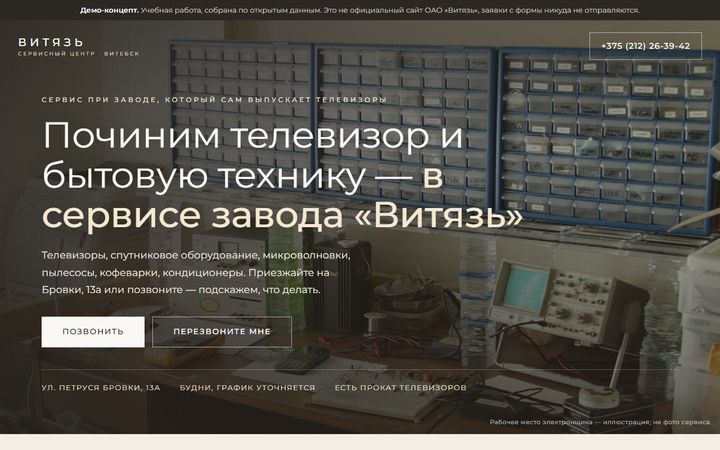 Демо-концепт. Учебная работа, собрана по открытым данным. Это не официальный сайт ОАО «Витязь», заявки с формы никуда не отправляются.
ВИТЯЗЬ
СЕРВИСНЫЙ ЦЕНТР · ВИТЕБСК
+375 (212) 26-39-42
СЕРВИС ПРИ ЗАВОДЕ, КОТОРЫЙ САМ ВЫПУСКАЕТ ТЕЛЕВИЗОРЫ
Починим телевизор и
бытовую технику — в
сервисе завода «Витязь»
Телевизоры, спутниковое оборудование, микроволновки,
пылесосы, кофеварки, кондиционеры. Приезжайте на
Бровки, 13а или позвоните — подскажем, что делать.
ПОЗВОНИТЬ
ПЕРЕЗВОНИТЕ МНЕ
УЛ. ПЕТРУСЯ БРОВКИ, 13А
БУДНИ, ГРАФИК УТОЧНЯЕТСЯ
ЕСТЬ ПРОКАТ ТЕЛЕВИЗОРОВ
Рабочее место электронщика — иллюстрация, не фото сервиса